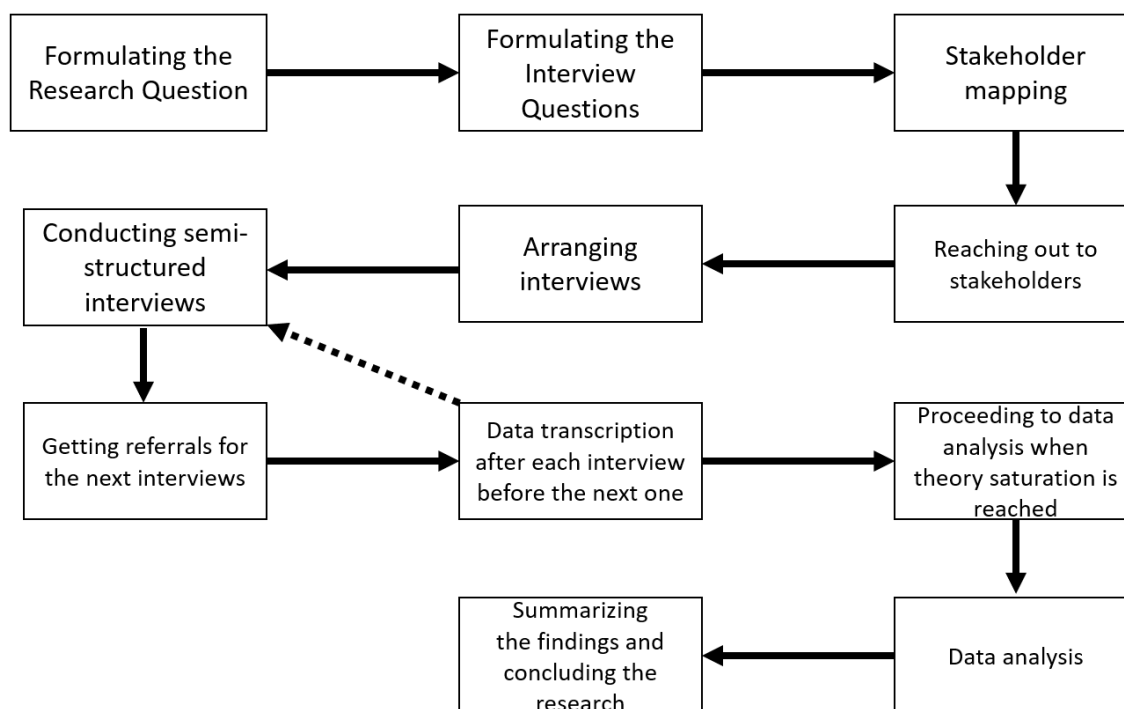 Formulating the
Research Question
Formulating the
Interview
Questions
Stakeholder
mapping
Reaching out to
stakeholders
Arranging
interviews
Conducting semi-
structured
interviews
Getting referrals for
the next interviews
Data transcription
after each interview
before the next one
Proceeding to data
analysis when
theory saturation is
reached
Data analysis
Summarizing
the findings and
concluding the
research